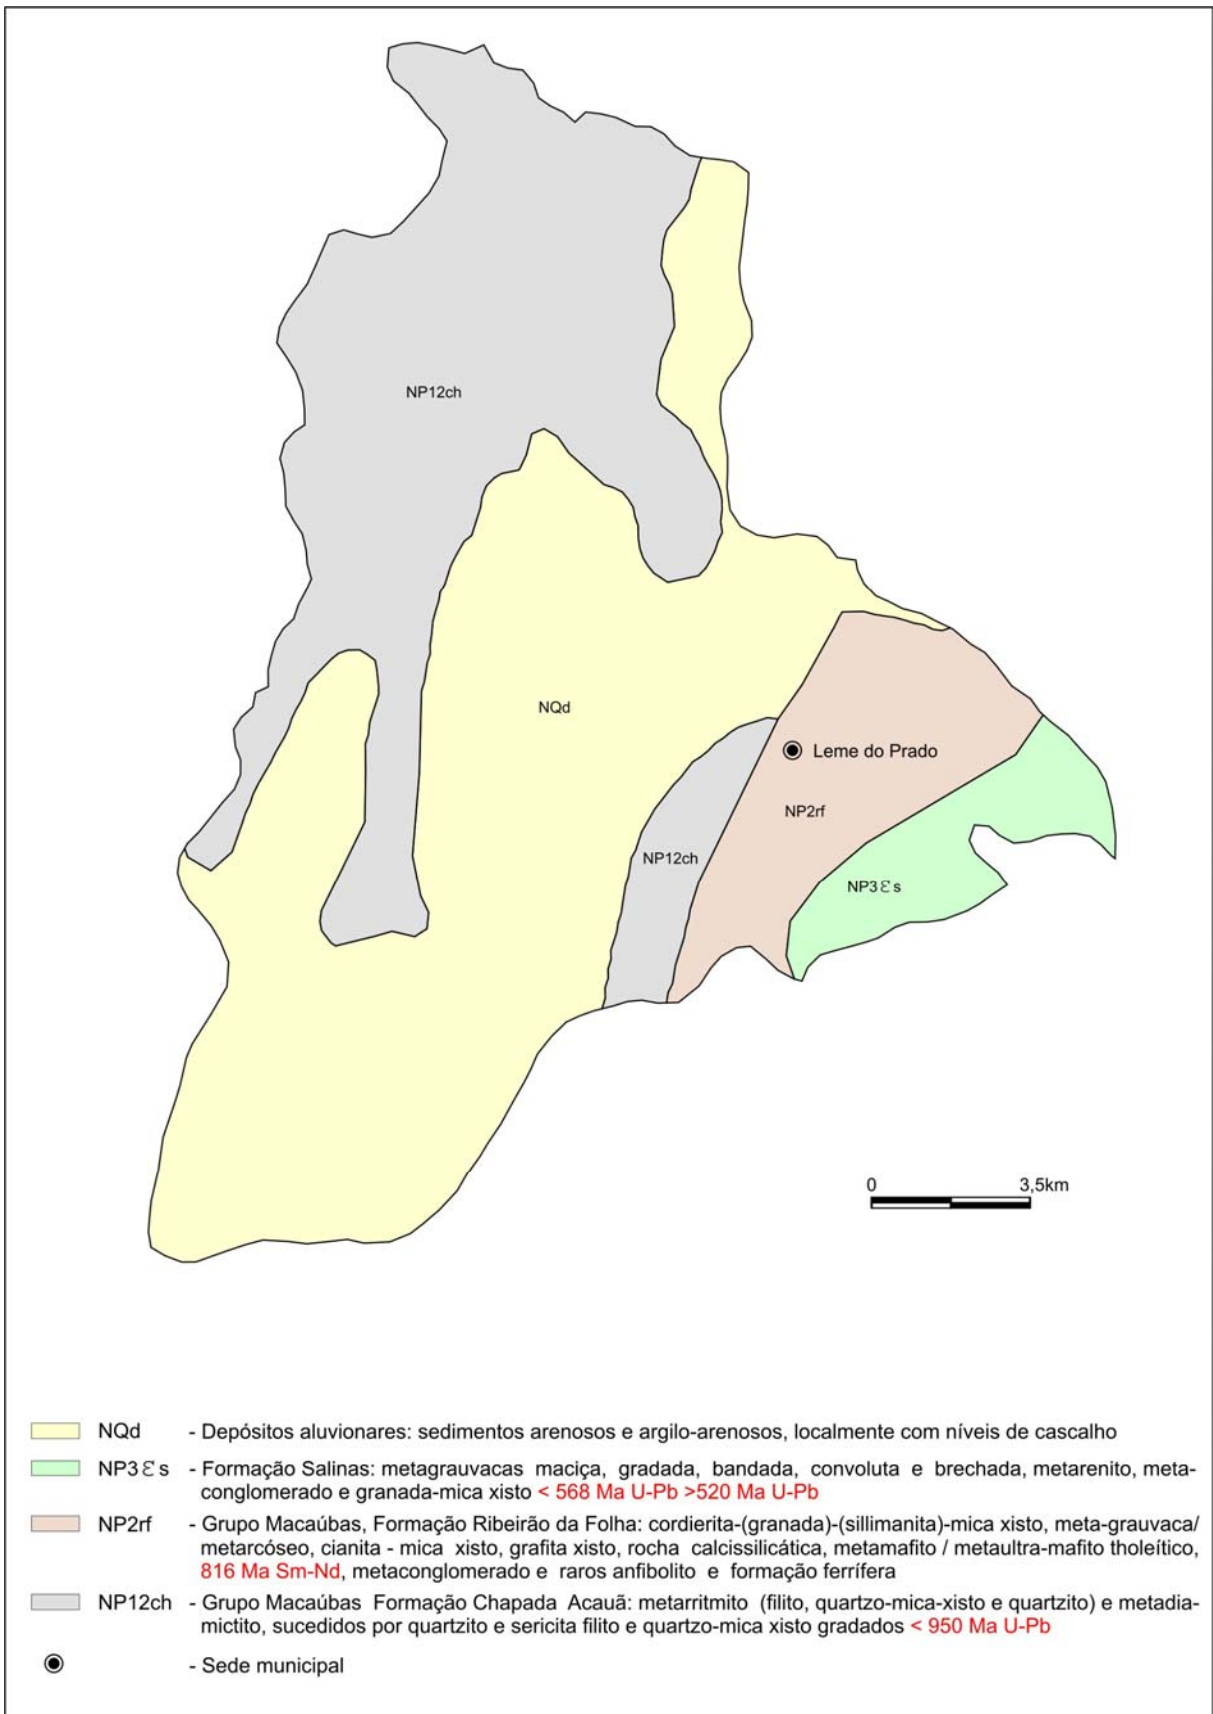 NP12ch
NQd
Leme do Prado
NP2rf
NP12ch
NP3Ɛs
0 3,5km
NQd - Depósitos aluvionares: sedimentos arenosos e argilo-arenosos, localmente com níveis de cascalho
NP3Ɛs - Formação Salinas: metagrauvacas maciça, gradada, bandada, convoluta e brechada, metarenito, meta-
conglomerado e granada-mica xisto < 568 Ma U-Pb >520 Ma U-Pb
NP2rf - Grupo Macaúbas, Formação Ribeirão da Folha: cordierita-(granada)-(sillimanita)-mica xisto, meta-grauvaca/
metarcóseo, cianita - mica xisto, grafita xisto, rocha calcissilicática, metamafito / metaultra-mafito tholeítico,
816 Ma Sm-Nd, metaconglomerado e raros anfibolito e formação ferrífera
NP12ch - Grupo Macaúbas Formação Chapada Acauã: metarritmito (filito, quartzo-mica-xisto e quartzito) e metadia-
mictito, sucedidos por quartzito e sericita filito e quartzo-mica xisto gradados < 950 Ma U-Pb
- Sede municipal